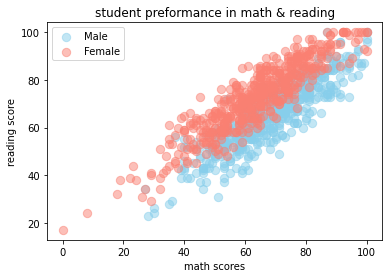 student preformance in math & reading
Male
Female
reading score
100
80
60
40
20
0
20
40
60
80
100
math scores